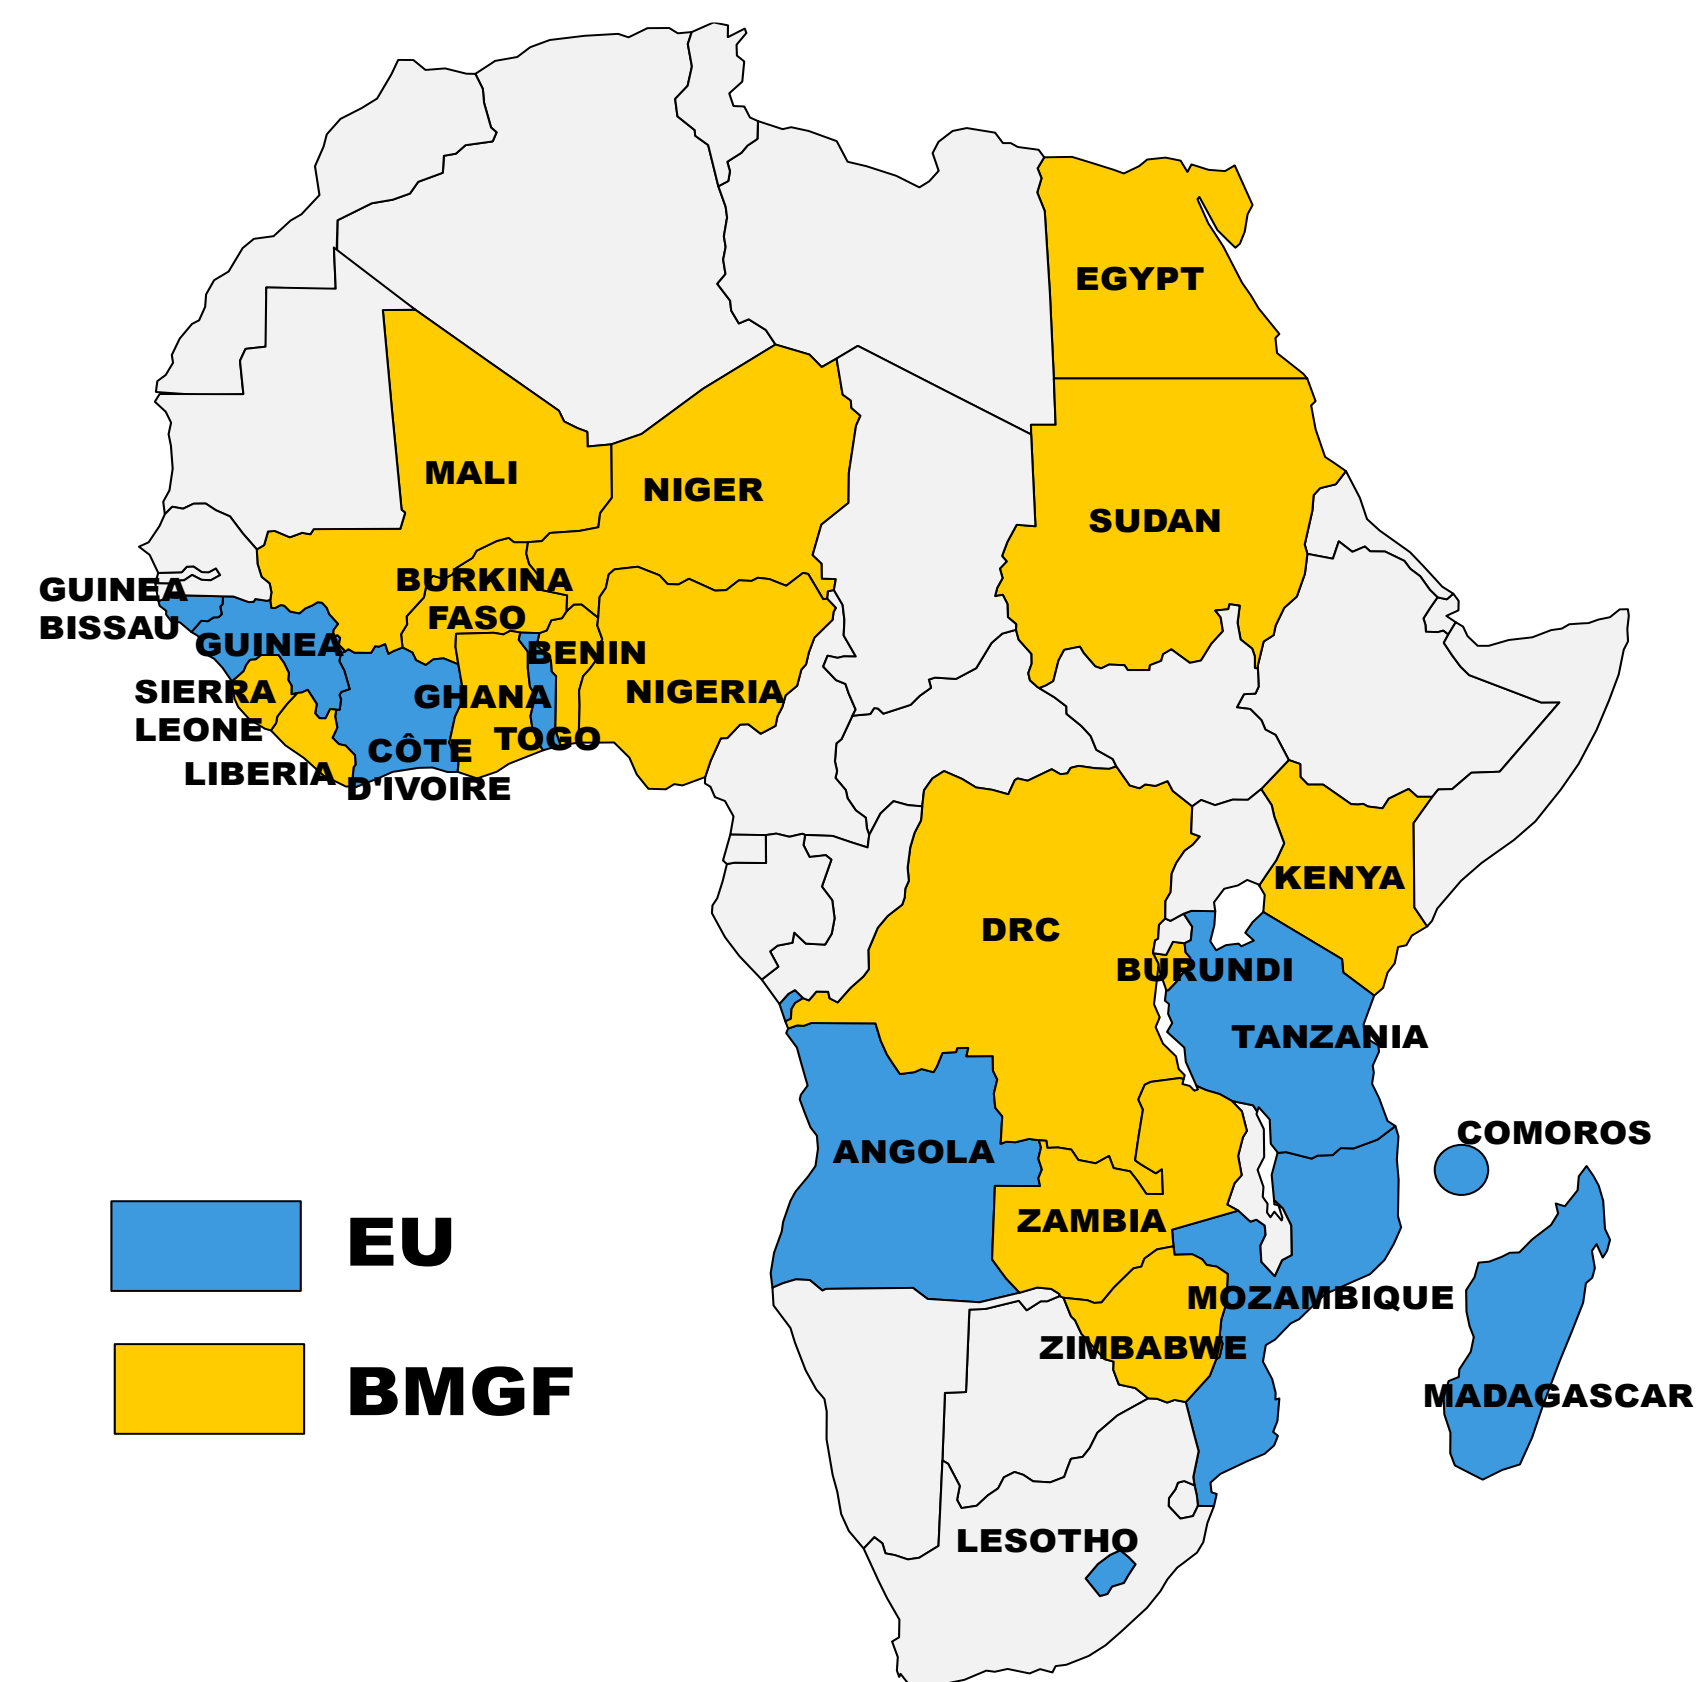 EGYPT
MALI
NIGER
SUDAN
BURKINA
FASO
GUINEA
BISSAU
GUINEA
BENIN
SIERRA
LEONE
GHANA
NIGERIA
TOGO
CÔTE
D'IVOIRE
LIBERIA
KENYA
DRC
BURUNDI
TANZANIA
COMOROS
ANGOLA
ZAMBIA
MOZAMBIQUE
ZIMBABWE
MADAGASCAR
LESOTHO
EU
BMGF